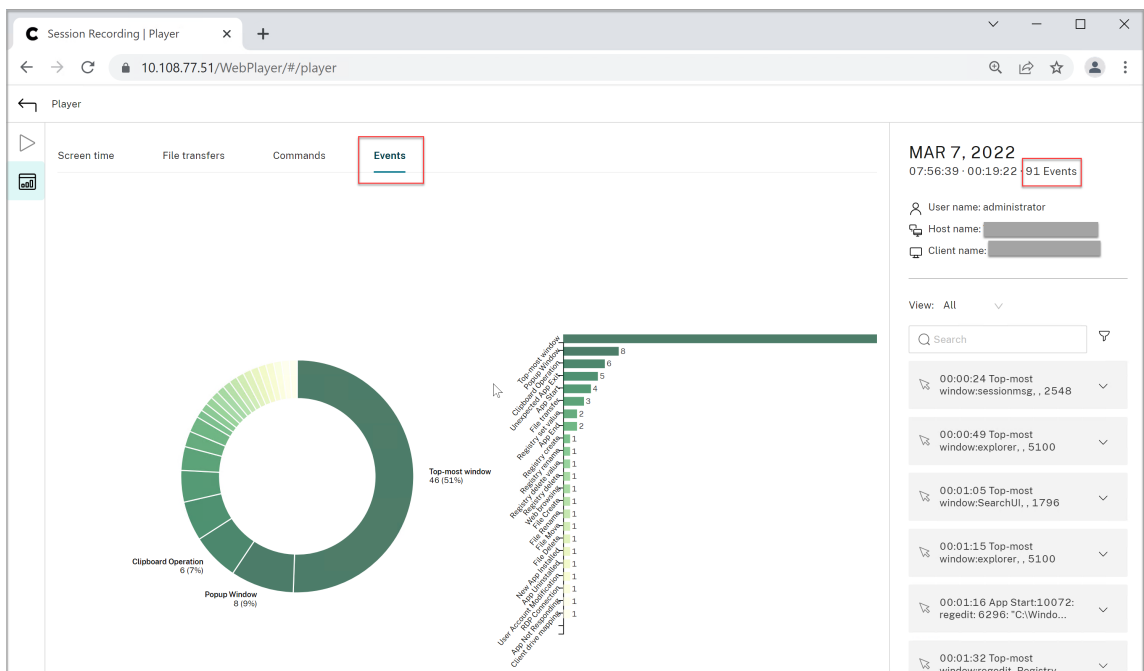 Session Recording | Player
10.108.77.51/WebPlayer/#/player
Player
Screen time
File transfers
Commands
Events
MAR 7, 2022
07:56:39 · 00:19:22 · 91 Events
User name: administrator
Host name:
Client name:
View: All
Search
00:00:24 Top-most
window:sessionmsg, , 2548
00:00:49 Top-most
window:explorer, , 5100
00:01:05 Top-most
window:SearchUI, , 1796
00:01:15 Top-most
window:explorer, , 5100
00:01:16 App Start:10072:
regedit: 6296: "C:\Windo...
00:01:32 Top-most
window:regedit, Registry
Top-most window
46 (51%)
Clipboard Operation
6 (7%)
Popup Window
8 (9%)
Top-most window
Popup Window
8
Clipboard Operation
6
Unexpected App Exit
5
App Start
4
File transfer
3
Registry set value
2
App End
2
Registry create
1
Registry rename
1
Registry delete value
1
Registry delete
1
Web browsing
1
File Create
1
File Rename
1
File Move
1
File Delete
1
New App Installed
1
App Uninstalled
1
User Account Modification
1
RDP Connection
1
App Not Responding
1
Client drive mapping
1